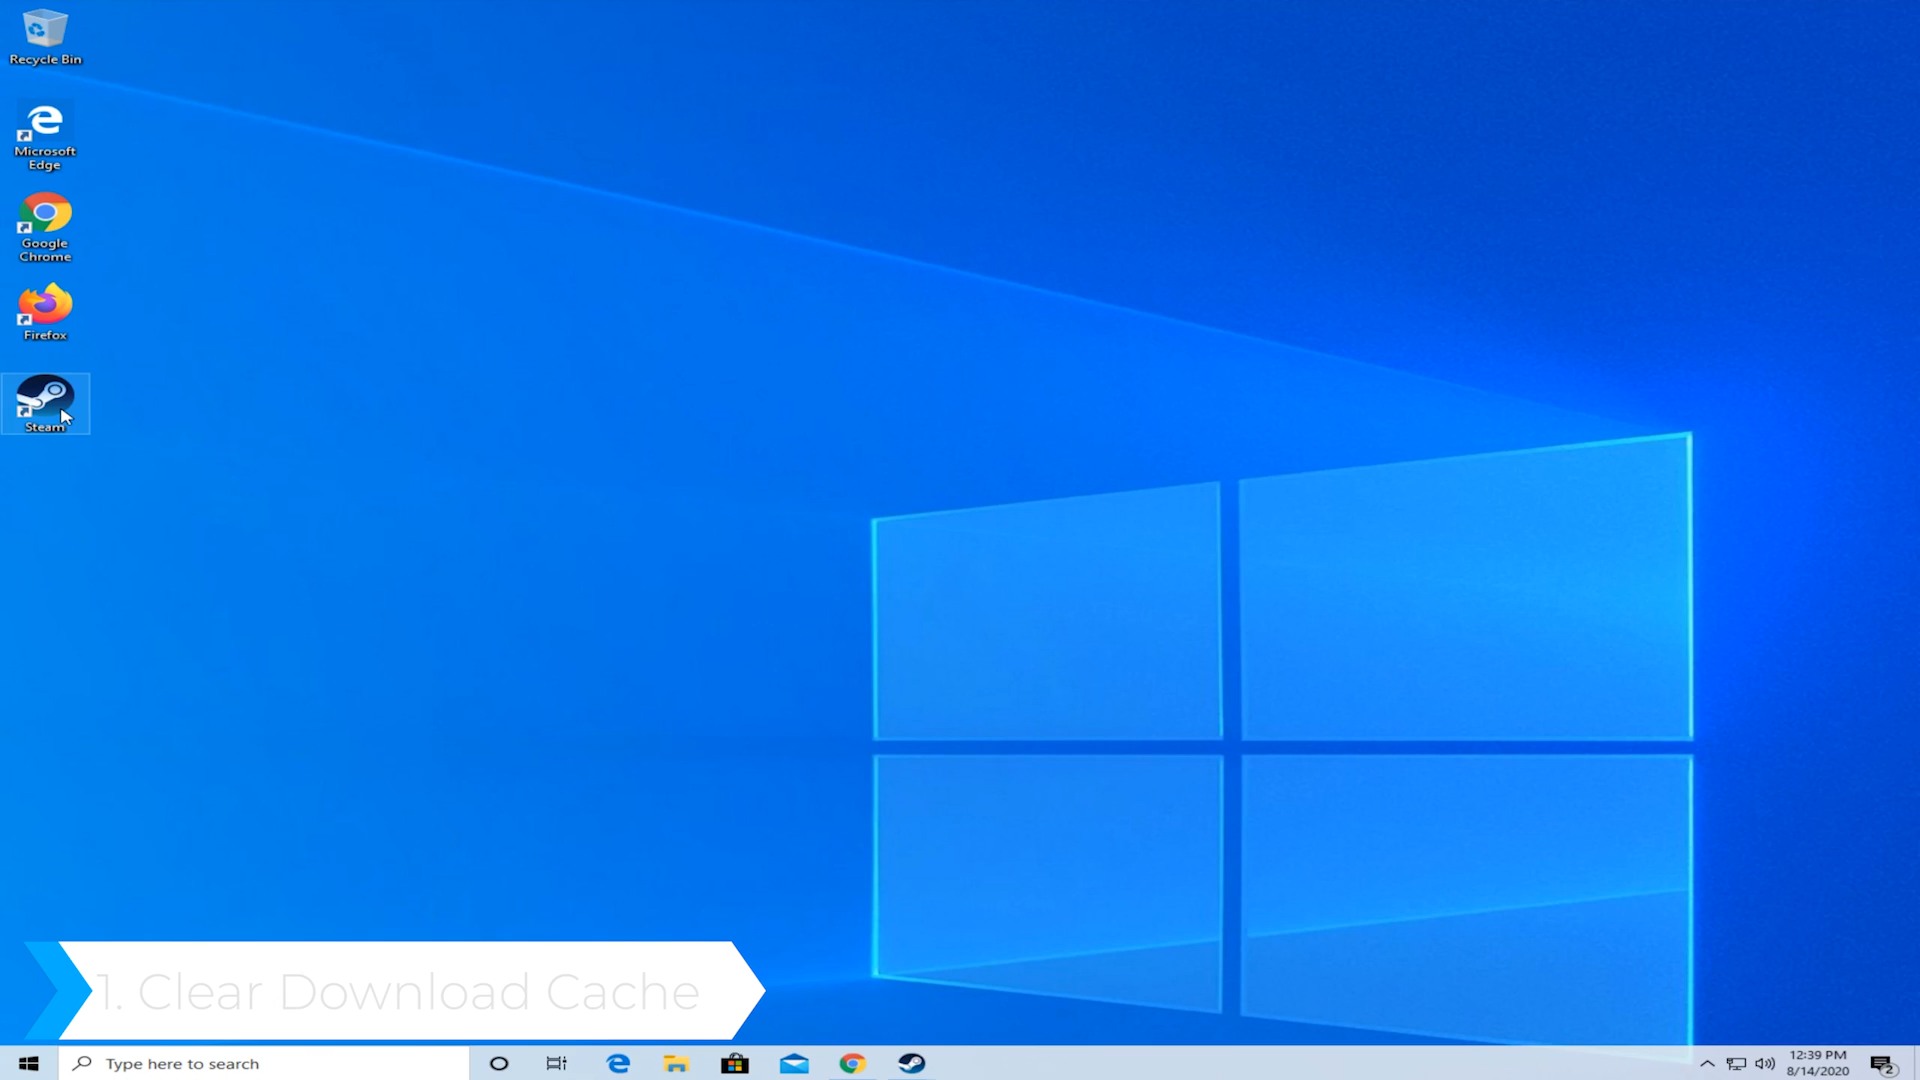 Recycle Bin
Microsoft
Edge
Google
Chrome
Firefox
Steam
1. Clear Download Cache
Type here to search
12:39 PM
8/14/2020
2